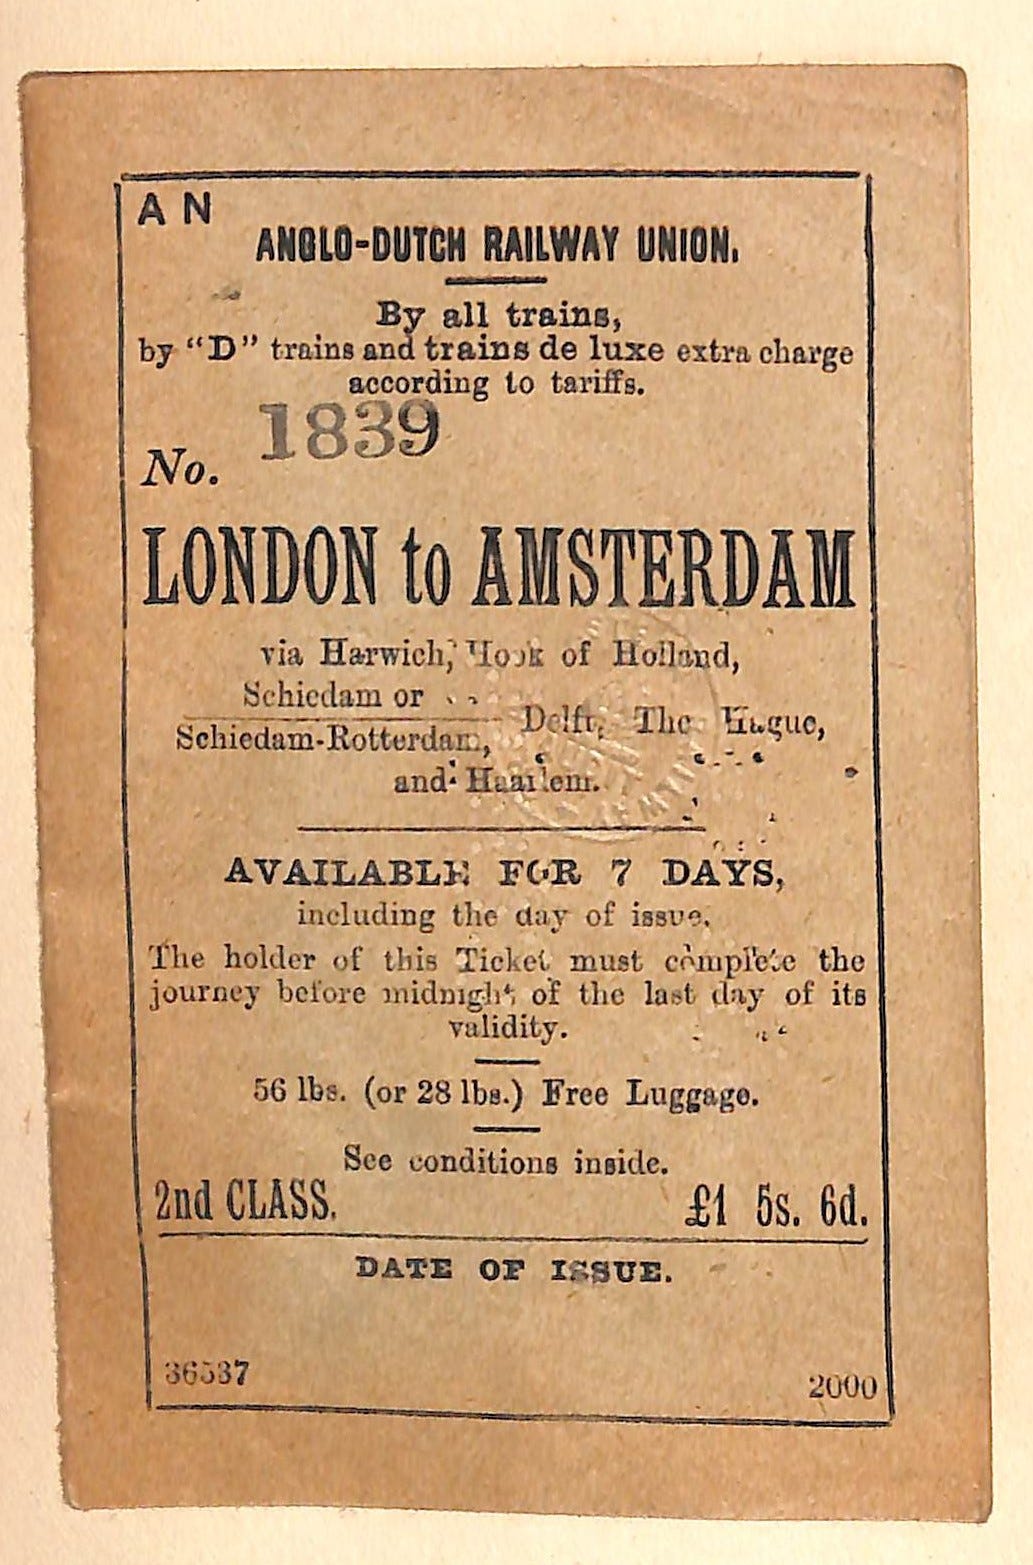 A N
ANGLO-DUTCH RAILWAY UNION.
By all trains,
by "D" trains and trains de luxe extra charge
according to tariffs.
1839
No.
LONDON to AMSTERDAM
via Harwich, Hook of Holland,
Schiedam or
Schiedam-Rotterdam, Delft, The Hague,
and Haarlem.
AVAILABLE FOR 7 DAYS,
including the day of issue.
The holder of this Ticket must complete the
journey before midnight of the last day of its
validity.
56 lbs. (or 28 lbs.) Free Luggage.
See conditions inside.
2nd CLASS. £1 5s. 6d.
DATE OF ISSUE.
36537 2000